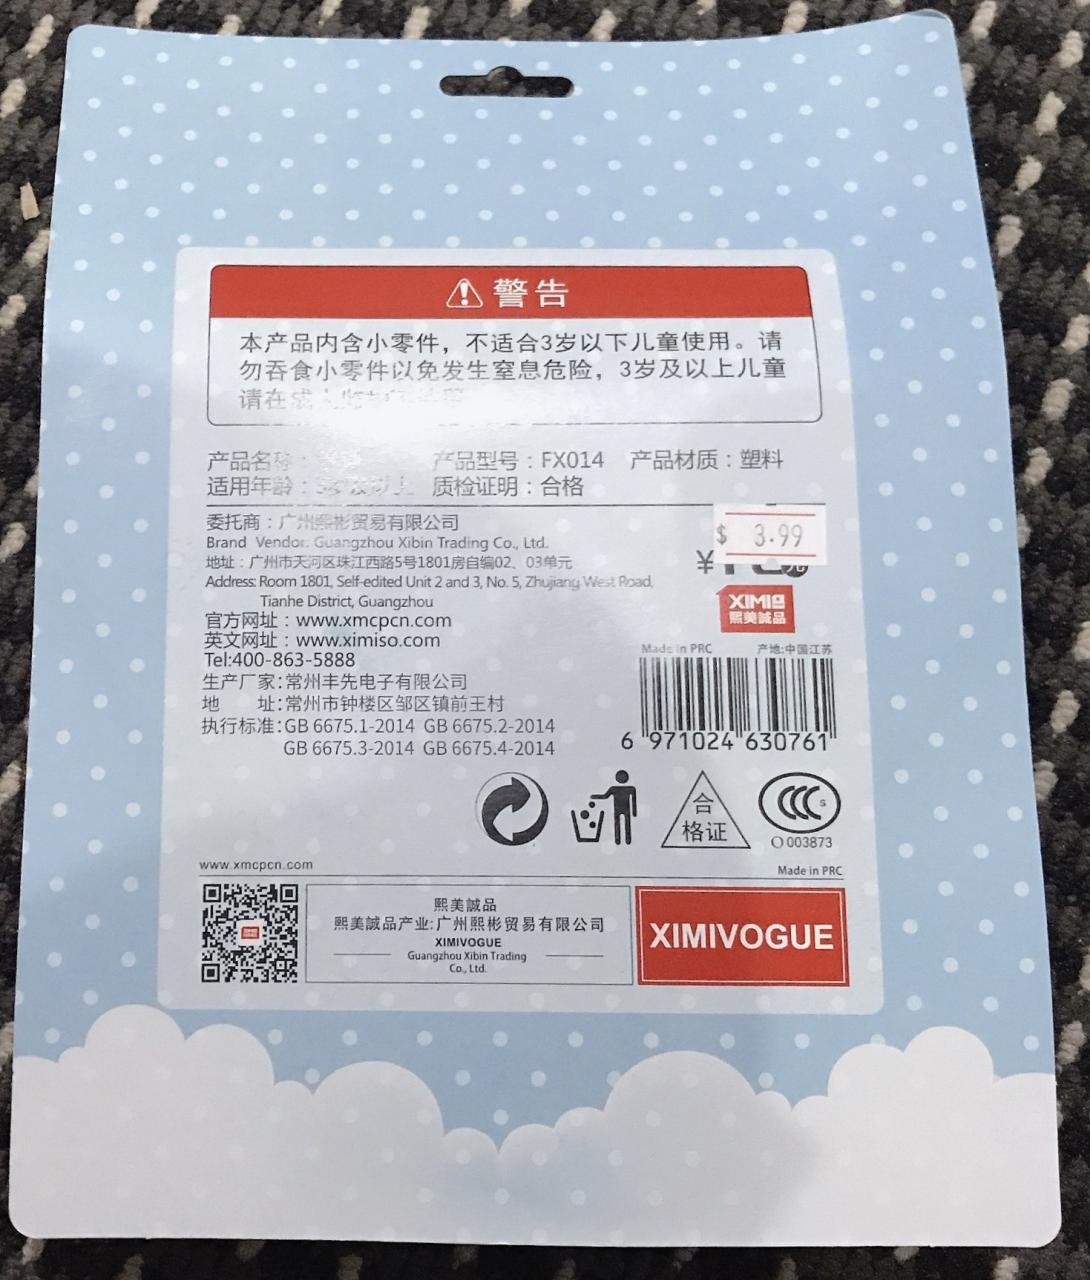 警告
本产品内含小零件，不适合3岁以下儿童使用。请
勿吞食小零件以免发生窒息危险，3岁及以上儿童
请在成
产品名称： 产品型号：FX014 产品材质：塑料
适用年龄： 质检证明：合格
委托商：广州熙彬贸易有限公司
Brand Vendor: Guangzhou Xibin Trading Co., Ltd.
地址：广州市天河区珠江西路5号1801房自编02、03单元
Address: Room 1801, Self-edited Unit 2 and 3, No. 5, Zhujiang West Road,
Tianhe District, Guangzhou
官方网址：www.xmcpcn.com
英文网址：www.ximiso.com
Tel:400-863-5888
生产厂家:常州丰先电子有限公司
地 址:常州市钟楼区邹区镇前王村
执行标准:GB 6675.1-2014 GB 6675.2-2014
GB 6675.3-2014 GB 6675.4-2014
$ 3.99
¥ 元
XIMIg
熙美誠品
Made in PRC 产地:中国江苏
6 971024 630761
合
格证
CCC S
003873
www.xmcpcn.com
Made in PRC
熙美誠品
熙美誠品产业:广州熙彬贸易有限公司
XIMIVOGUE
Guangzhou Xibin Trading
Co., Ltd.
XIMIVOGUE